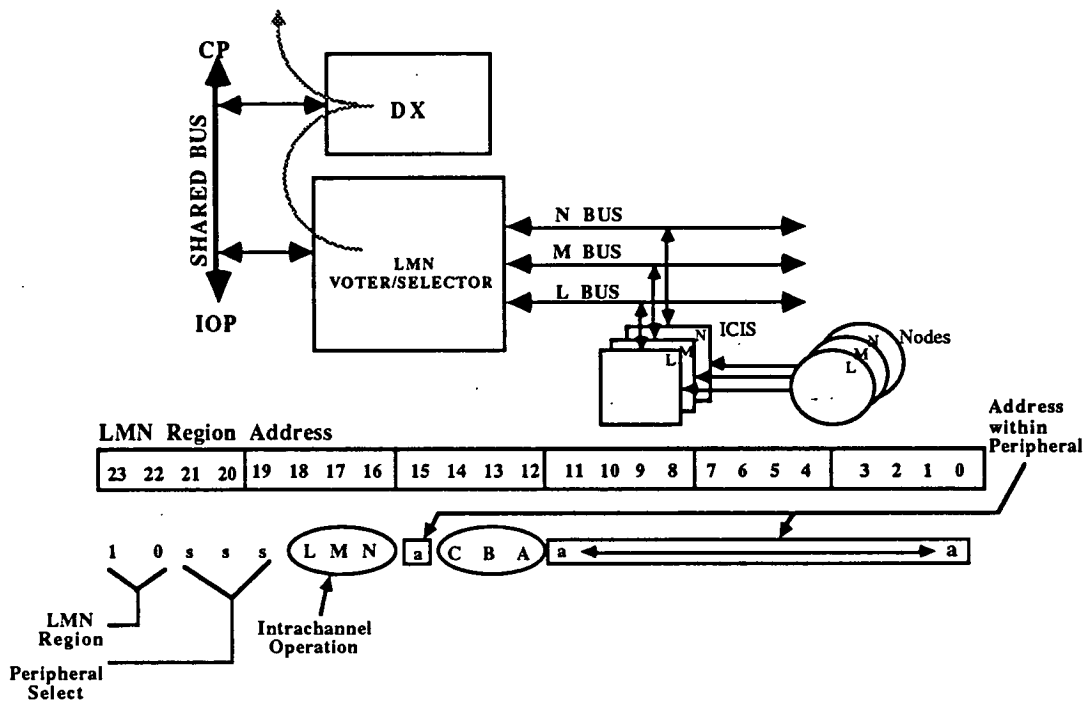 CP
DX
SHARED BUS
IOP
LMN
VOTER/SELECTOR
N BUS
M BUS
L BUS
ICIS
N
M
L
Nodes
N
M
L
Address
within
Peripheral
LMN Region Address
23 22 21 20 19 18 17 16 15 14 13 12 11 10 9 8 7 6 5 4 3 2 1 0
1 0 s s s L M N a C B A a a
LMN
Region
Intrachannel
Operation
Peripheral
Select